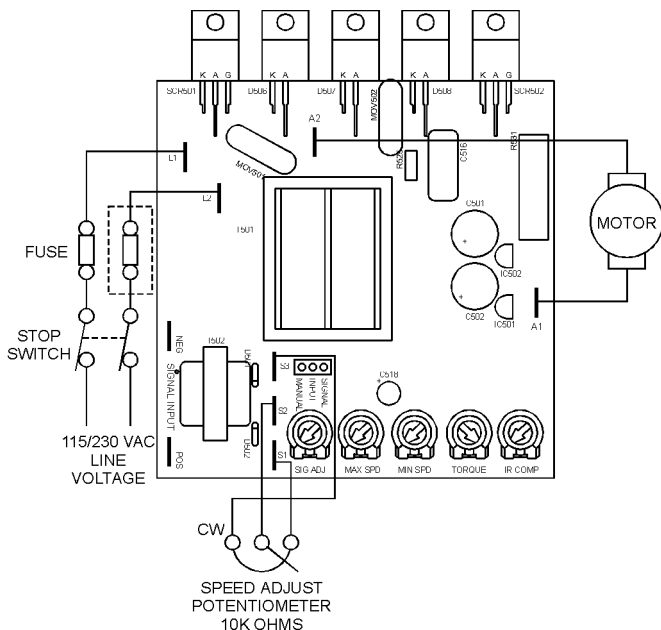 K A G
K A
K A
K A
K A G
SCR501
D506
D507
MOV502
D508
SCR502
A2
L1
MOV501
R529
C516
R531
L2
T501
C501
IC502
MOTOR
FUSE
C502
IC501
A1
STOP
SWITCH
NEG
SIGNAL INPUT
POS
T502
D501
D502
S3
S2
S1
MANUAL
INPUT
SIGNAL
C518
115/230 VAC
LINE
VOLTAGE
SIG ADJ
MAX SPD
MIN SPD
TORQUE
IR COMP
CW
SPEED ADJUST
POTENTIOMETER
10K OHMS